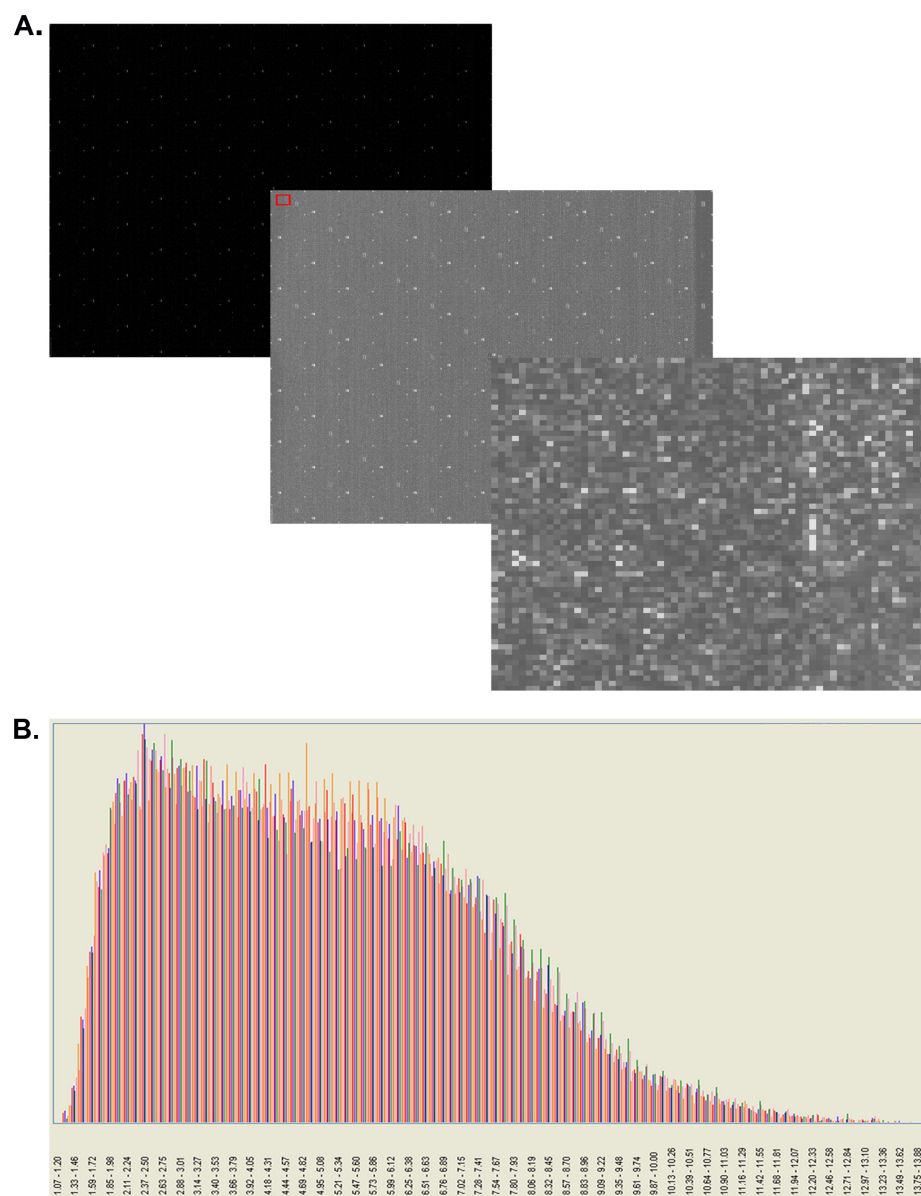 A.
B.
1.07 - 1.20
1.33 - 1.46
1.59 - 1.72
1.85 - 1.98
2.11 - 2.24
2.37 - 2.50
2.63 - 2.75
2.88 - 3.01
3.14 - 3.27
3.40 - 3.53
3.66 - 3.79
3.92 - 4.05
4.18 - 4.31
4.44 - 4.57
4.69 - 4.82
4.95 - 5.08
5.21 - 5.34
5.47 - 5.60
5.73 - 5.86
5.99 - 6.12
6.25 - 6.38
6.51 - 6.63
6.76 - 6.89
7.02 - 7.15
7.28 - 7.41
7.54 - 7.67
7.80 - 7.93
8.06 - 8.19
8.32 - 8.45
8.57 - 8.70
8.83 - 8.96
9.09 - 9.22
9.35 - 9.48
9.61 - 9.74
9.87 - 10.00
10.13 - 10.26
10.39 - 10.51
10.64 - 10.77
10.90 - 11.03
11.16 - 11.29
11.42 - 11.55
11.68 - 11.81
11.94 - 12.07
12.20 - 12.33
12.46 - 12.58
12.71 - 12.84
12.97 - 13.10
13.23 - 13.36
13.49 - 13.62
13.75 - 13.88